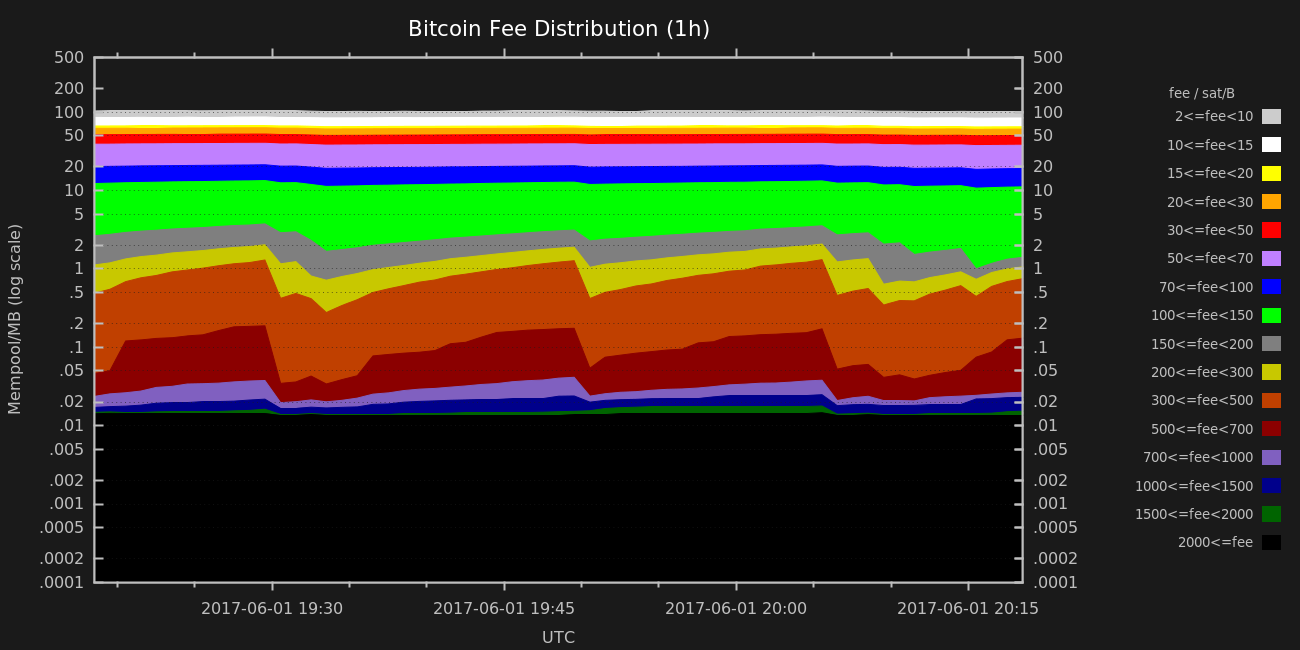 Bitcoin Fee Distribution (1h)
Mempool/MB (log scale)
500
200
100
50
20
10
5
2
1
.5
.2
.1
.05
.02
.01
.005
.002
.001
.0005
.0002
.0001
500
200
100
50
20
10
5
2
1
.5
.2
.1
.05
.02
.01
.005
.002
.001
.0005
.0002
.0001
2017-06-01 19:30
2017-06-01 19:45
2017-06-01 20:00
2017-06-01 20:15
UTC
fee / sat/B
2<=fee<10
10<=fee<15
15<=fee<20
20<=fee<30
30<=fee<50
50<=fee<70
70<=fee<100
100<=fee<150
150<=fee<200
200<=fee<300
300<=fee<500
500<=fee<700
700<=fee<1000
1000<=fee<1500
1500<=fee<2000
2000<=fee